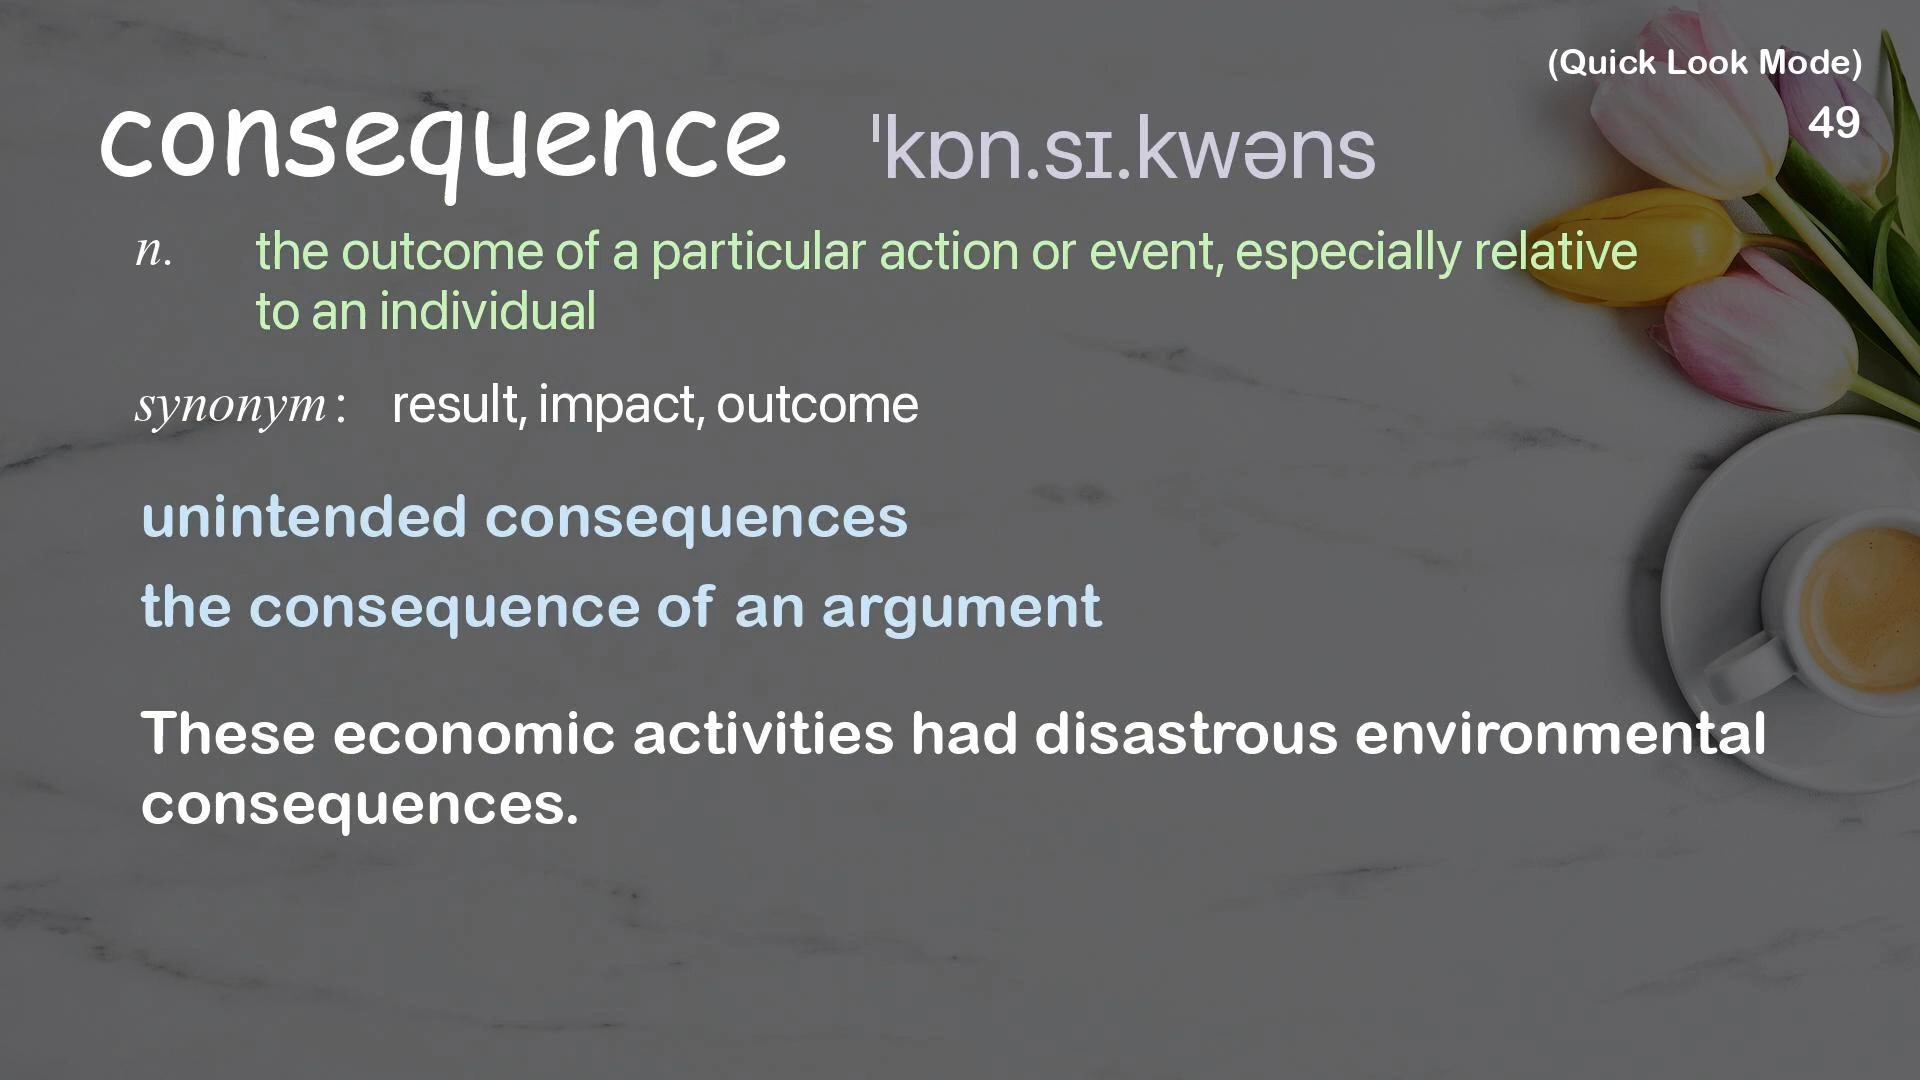 (Quick Look Mode)
49
consequence ˈkɒn.sɪ.kwəns
n. the outcome of a particular action or event, especially relative
to an individual
synonym: result, impact, outcome
unintended consequences
the consequence of an argument
These economic activities had disastrous environmental
consequences.